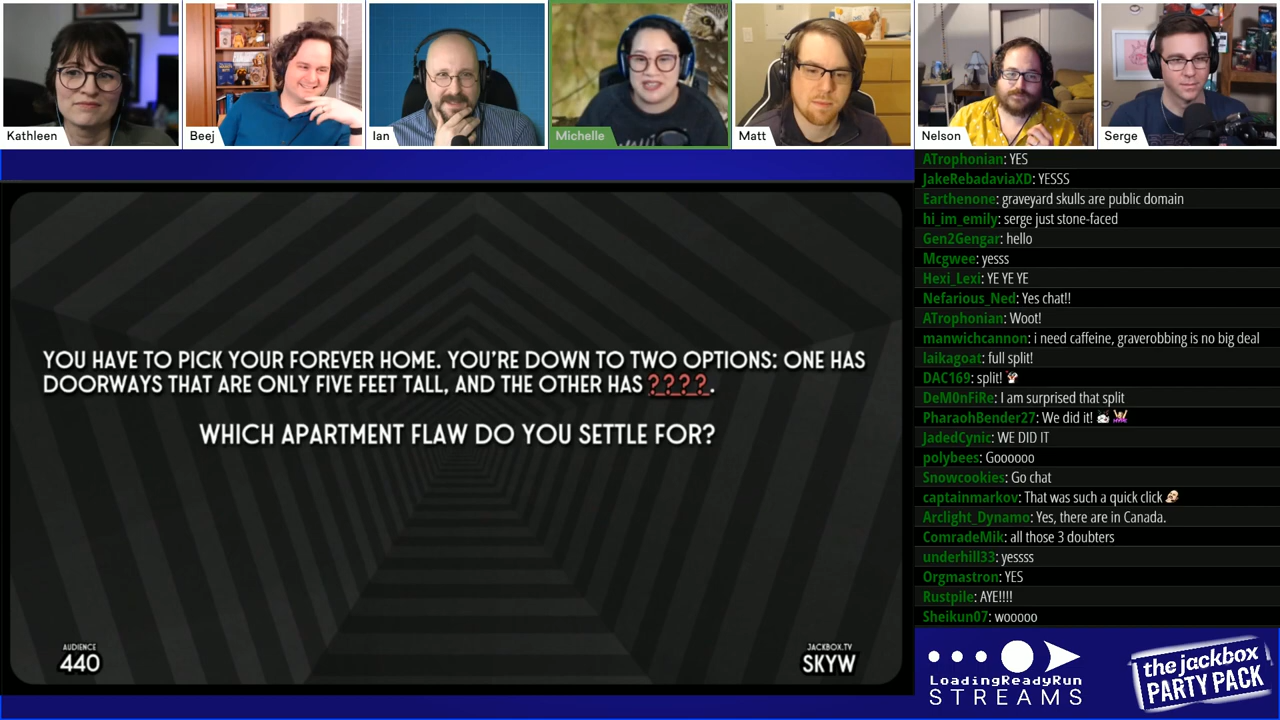 Kathleen
Beej
Ian
Michelle
Matt
Nelson
Serge
YOU HAVE TO PICK YOUR FOREVER HOME. YOU'RE DOWN TO TWO OPTIONS: ONE HAS
DOORWAYS THAT ARE ONLY FIVE FEET TALL, AND THE OTHER HAS ????.
WHICH APARTMENT FLAW DO YOU SETTLE FOR?
AUDIENCE
440
JACKBOX.TV
SKYW
ATrophonian: YES
JakeRebadaviaXD: YESSS
Earthenone: graveyard skulls are public domain
hi_im_emily: serge just stone-faced
Gen2Gengar: hello
Mcgwee: yesss
Hexi_Lexi: YE YE YE
Nefarious_Ned: Yes chat!!
ATrophonian: Woot!
manwichcannon: i need caffeine, graverobbing is no big deal
laikagoat: full split!
DAC169: split!
DeM0nFiRe: I am surprised that split
PharaohBender27: We did it!
JadedCynic: WE DID IT
polybees: Goooooo
Snowcookies: Go chat
captainmarkov: That was such a quick click
Arclight_Dynamo: Yes, there are in Canada.
ComradeMik: all those 3 doubters
underhill33: yessss
Orgmastron: YES
Rustpile: AYE!!!!
Sheikun07: wooooo
LoadingReadyRun
STREAMS
the jackbox
PARTY PACK